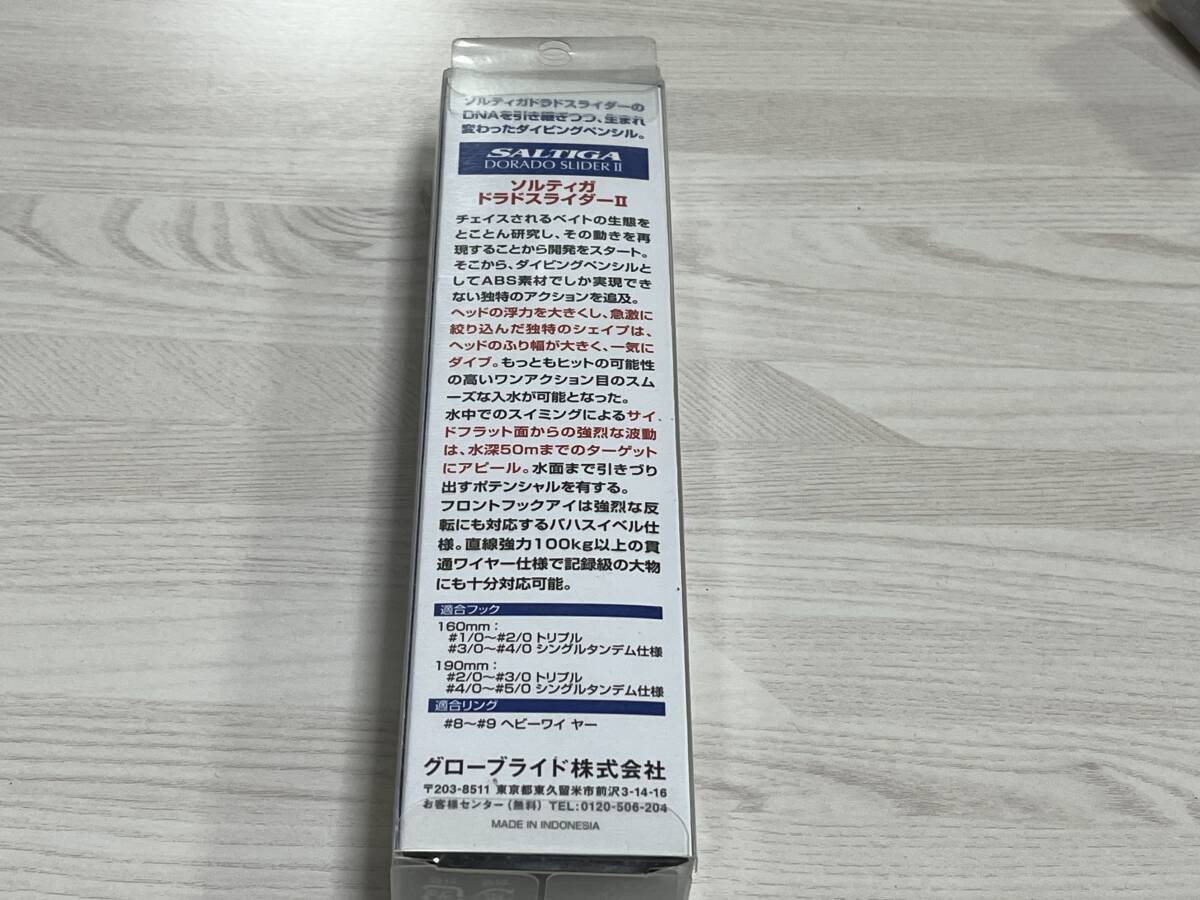 ソルティガドラドスライダーの
DNAを引き継ぎつつ、生まれ
変わったダイビングペンシル。
SALTIGA
DORADO SLIDER II
ソルティガ
ドラドスライダーII
チェイスされるベイトの生態を
とことん研究し、その動きを再
現することから開発をスタート。
そこから、ダイビングペンシルと
してABS素材でしか実現でき
ない独特のアクションを追及。
ヘッドの浮力を大きくし、急激に
絞り込んだ独特のシェイプは、
ヘッドのふり幅が大きく、一気に
ダイブ。もっともヒットの可能性
の高いワンアクション目のスム
ーズな入水が可能となった。
水中でのスイミングによるサイ
ドフラット面からの強烈な波動
は、水深50mまでのターゲット
にアピール。水面まで引きづり
出すポテンシャルを有する。
フロントフックアイは強烈な反
転にも対応するバハスイベル仕
様。直線強力100kg以上の貫
通ワイヤー仕様で記録級の大物
にも十分対応可能。
適合フック
160mm：
#1/0〜#2/0 トリプル
#3/0〜#4/0 シングルタンデム仕様
190mm：
#2/0〜#3/0 トリプル
#4/0〜#5/0 シングルタンデム仕様
適合リング
#8〜#9 ヘビーワイ ヤー
グローブライド株式会社
〒203-8511 東京都東久留米市前沢3-14-16
お客様センター（無料） TEL:0120-506-204
MADE IN INDONESIA